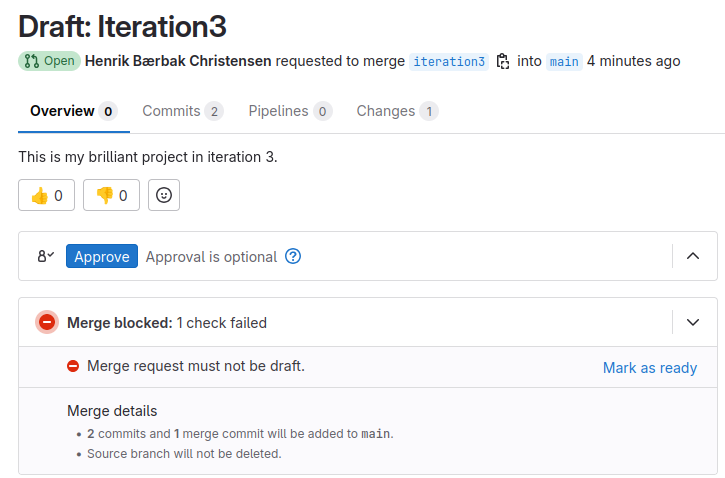 Draft: Iteration3
Open Henrik Bærbak Christensen requested to merge iteration3 into main 4 minutes ago
Overview 0 Commits 2 Pipelines 0 Changes 1
This is my brilliant project in iteration 3.
👍 0 👎 0
Approve Approval is optional ?
Merge blocked: 1 check failed
Merge request must not be draft. Mark as ready
Merge details
• 2 commits and 1 merge commit will be added to main.
• Source branch will not be deleted.